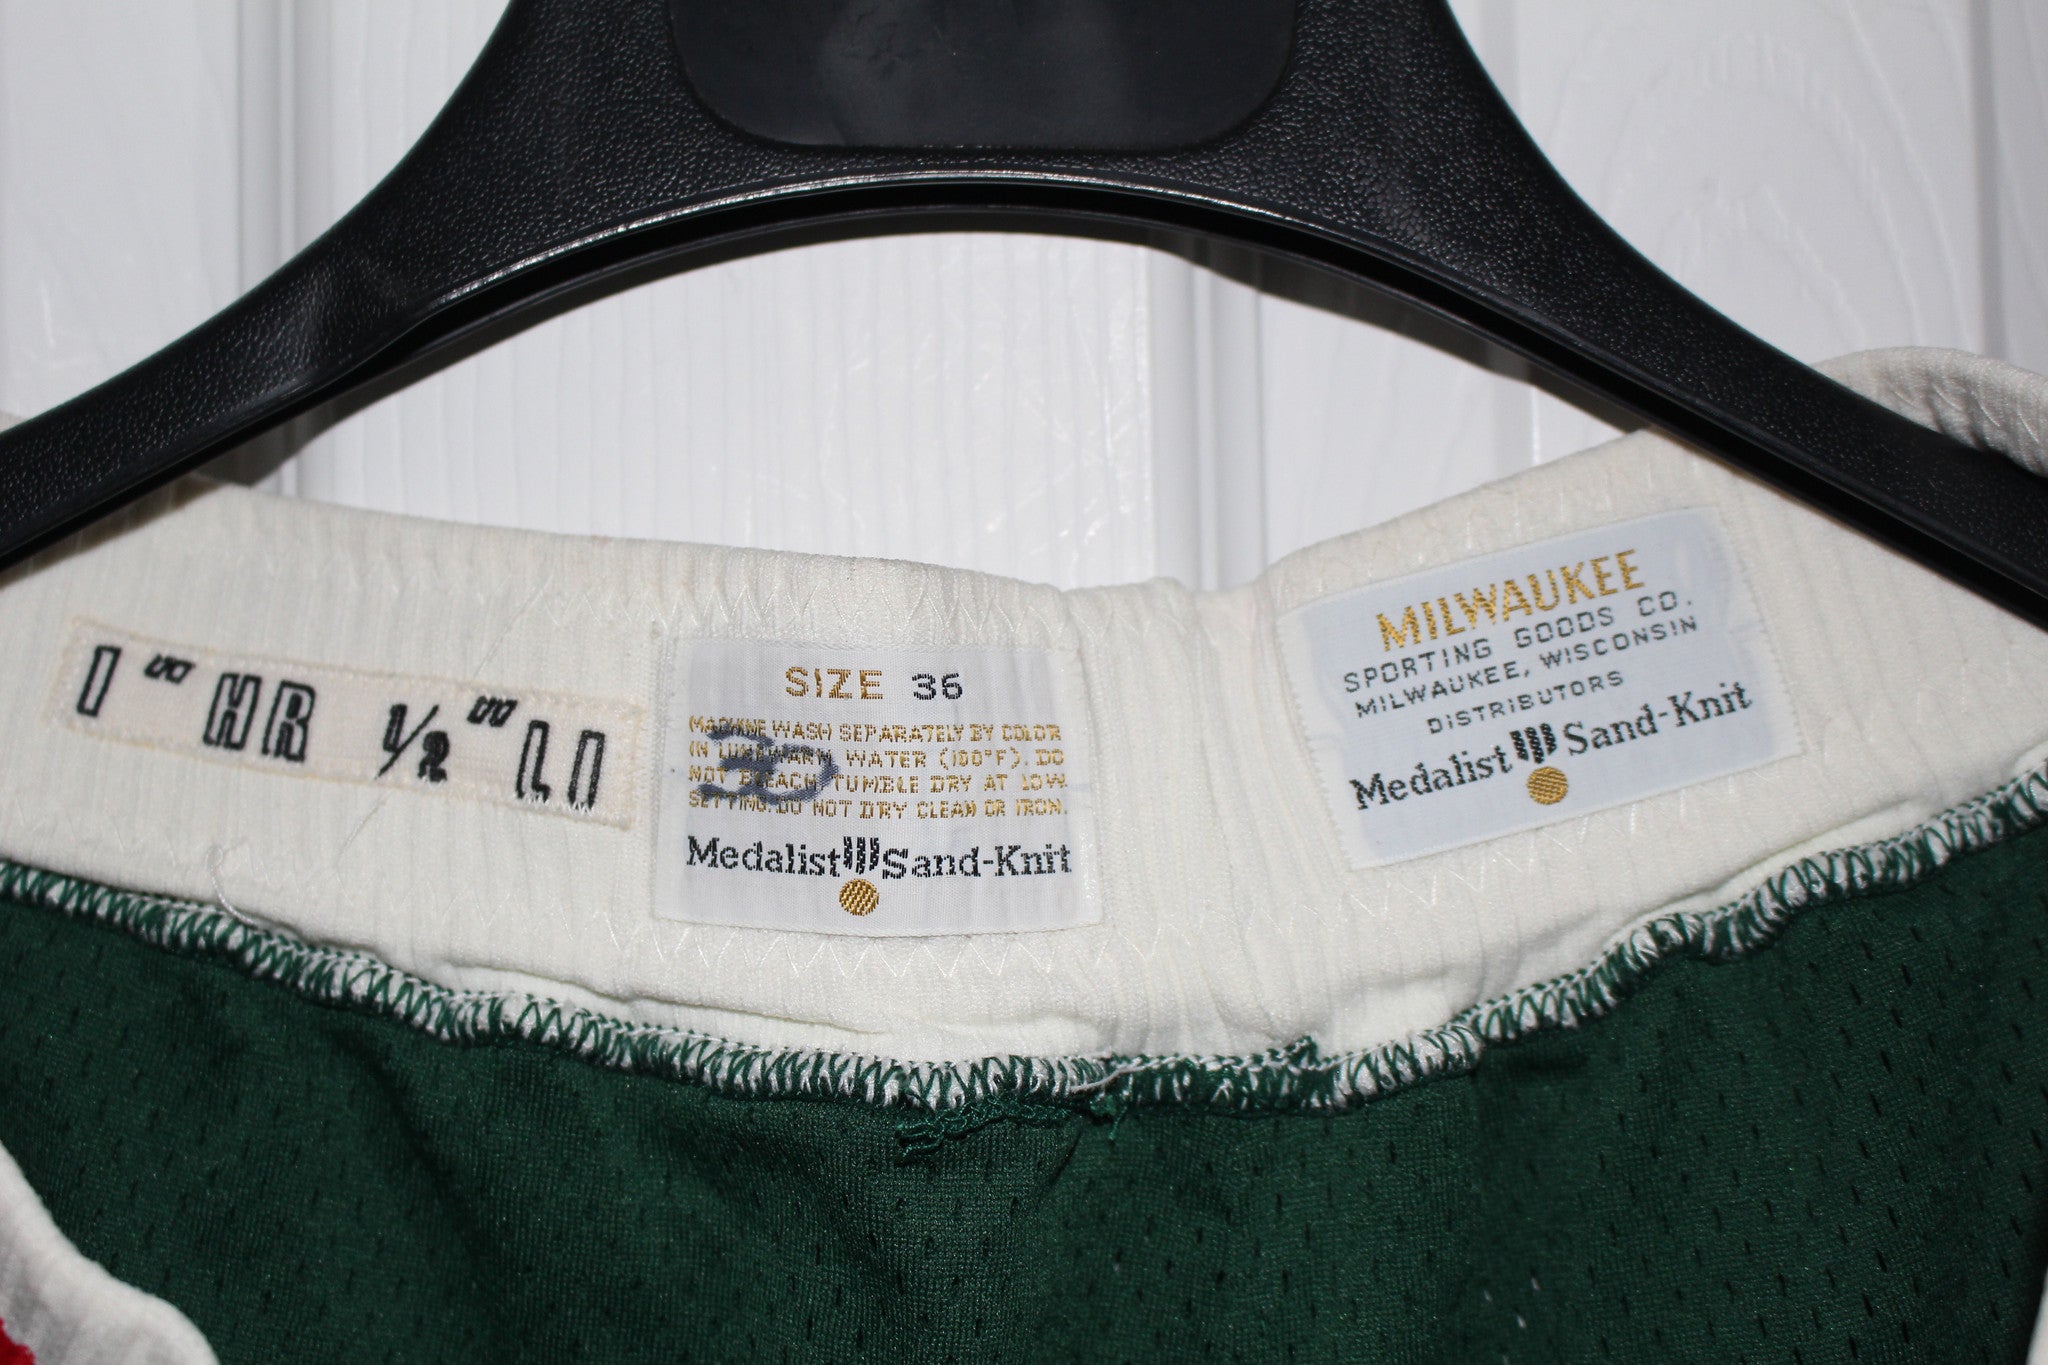 1" HR 1/2" LI
SIZE 36
MACHINE WASH SEPARATELY BY COLOR
IN LUKEWARM WATER (100°F). DO
NOT BLEACH, TUMBLE DRY AT LOW
SETTING. DO NOT DRY CLEAN OR IRON.
Medalist Sand-Knit
MILWAUKEE
SPORTING GOODS CO.
MILWAUKEE, WISCONSIN
DISTRIBUTORS
Medalist Sand-Knit